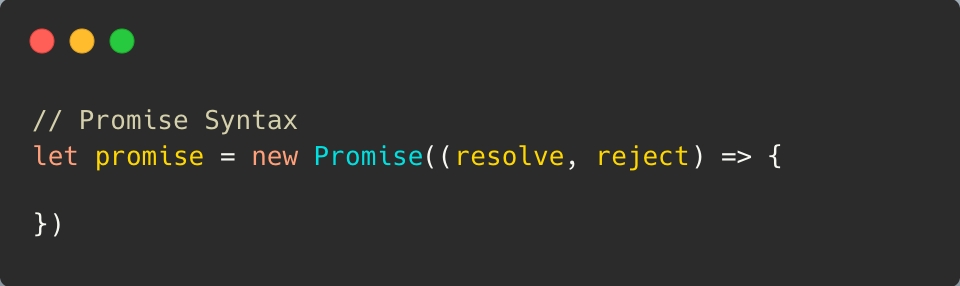 // Promise Syntax
let promise = new Promise((resolve, reject) => {
})